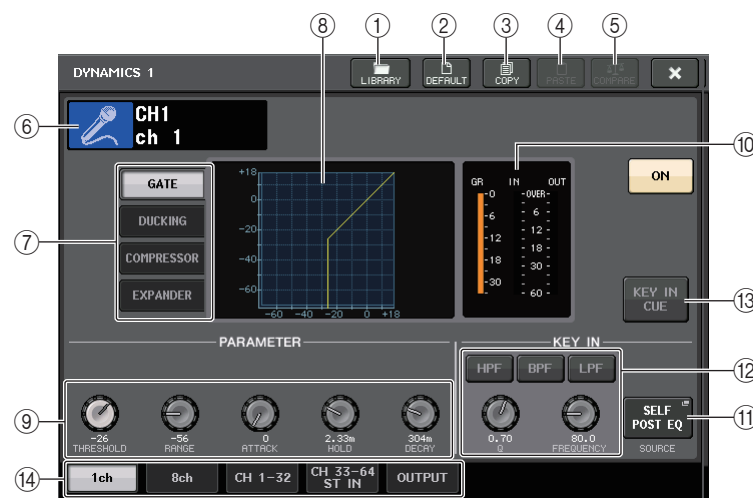 ① ② ③ ④ ⑤ ⑧
DYNAMICS 1 LIBRARY DEFAULT COPY PASTE COMPARE ×
⑥ CH1
ch 1
⑩
GR IN OUT
ON
⑦ GATE
DUCKING
COMPRESSOR
EXPANDER
+18
0
-20
-40
-60
-60 -40 -20 0 +18
-0
-6
-12
-18
-30
-OVER-
- 6 -
- 12 -
- 18 -
- 30 -
- 60 -
KEY IN
CUE ⑬
PARAMETER KEY IN
HPF BPF LPF ⑫
⑨ -26 -56 0 2.33m 304m
THRESHOLD RANGE ATTACK HOLD DECAY
0.70 80.0
Q FREQUENCY
SELF
POST EQ ⑪
SOURCE
⑭ 1ch 8ch CH 1-32 CH 33-64
ST IN OUTPUT